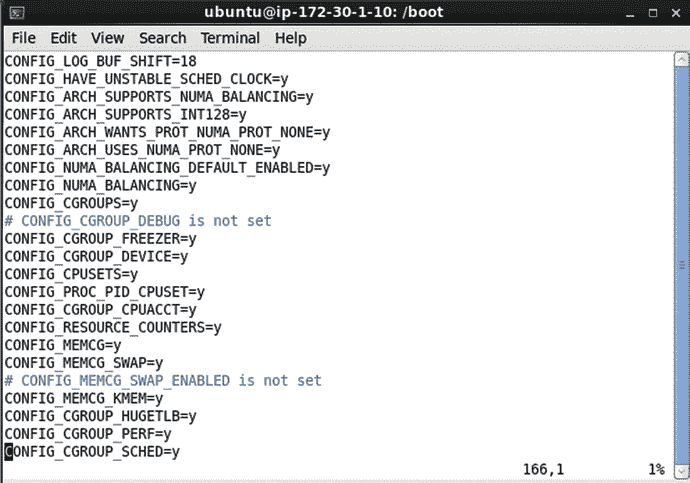 ubuntu@ip-172-30-1-10: /boot
File Edit View Search Terminal Help
CONFIG_LOG_BUF_SHIFT=18
CONFIG_HAVE_UNSTABLE_SCHED_CLOCK=y
CONFIG_ARCH_SUPPORTS_NUMA_BALANCING=y
CONFIG_ARCH_SUPPORTS_INT128=y
CONFIG_ARCH_WANTS_PROT_NUMA_PROT_NONE=y
CONFIG_ARCH_USES_NUMA_PROT_NONE=y
CONFIG_NUMA_BALANCING_DEFAULT_ENABLED=y
CONFIG_NUMA_BALANCING=y
CONFIG_CGROUPS=y
# CONFIG_CGROUP_DEBUG is not set
CONFIG_CGROUP_FREEZER=y
CONFIG_CGROUP_DEVICE=y
CONFIG_CPUSETS=y
CONFIG_PROC_PID_CPUSET=y
CONFIG_CGROUP_CPUACCT=y
CONFIG_RESOURCE_COUNTERS=y
CONFIG_MEMCG=y
CONFIG_MEMCG_SWAP=y
# CONFIG_MEMCG_SWAP_ENABLED is not set
CONFIG_MEMCG_KMEM=y
CONFIG_CGROUP_HUGETLB=y
CONFIG_CGROUP_PERF=y
CONFIG_CGROUP_SCHED=y
166,1 1%